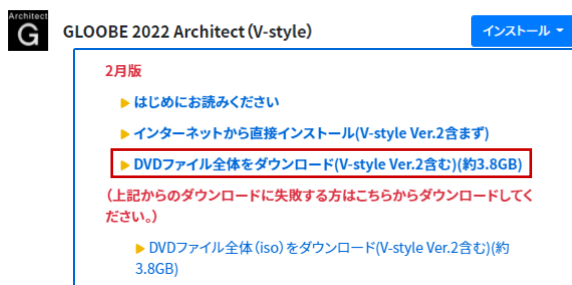 Architect
G
GLOOBE 2022 Architect（V-style）
インストール
2月版
はじめにお読みください
インターネットから直接インストール(V-style Ver.2含まず)
DVDファイル全体をダウンロード(V-style Ver.2含む)(約3.8GB)
（上記からのダウンロードに失敗する方はこちらからダウンロードしてく
ださい。）
DVDファイル全体（iso）をダウンロード(V-style Ver.2含む)(約
3.8GB)